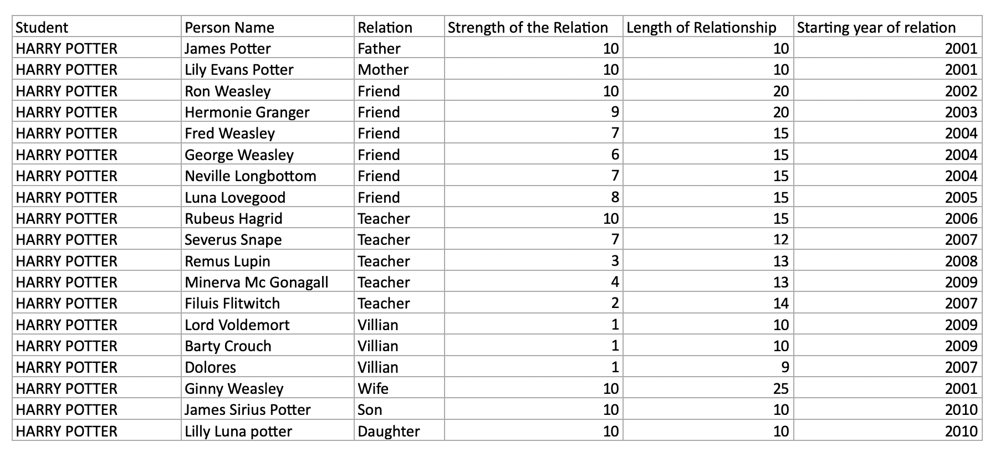 Student Person Name Relation Strength of the Relation Length of Relationship Starting year of relation
HARRY POTTER James Potter Father 10 10 2001
HARRY POTTER Lily Evans Potter Mother 10 10 2001
HARRY POTTER Ron Weasley Friend 10 20 2002
HARRY POTTER Hermonie Granger Friend 9 20 2003
HARRY POTTER Fred Weasley Friend 7 15 2004
HARRY POTTER George Weasley Friend 6 15 2004
HARRY POTTER Neville Longbottom Friend 7 15 2004
HARRY POTTER Luna Lovegood Friend 8 15 2005
HARRY POTTER Rubeus Hagrid Teacher 10 15 2006
HARRY POTTER Severus Snape Teacher 7 12 2007
HARRY POTTER Remus Lupin Teacher 3 13 2008
HARRY POTTER Minerva Mc Gonagall Teacher 4 13 2009
HARRY POTTER Filuis Flitwitch Teacher 2 14 2007
HARRY POTTER Lord Voldemort Villian 1 10 2009
HARRY POTTER Barty Crouch Villian 1 10 2009
HARRY POTTER Dolores Villian 1 9 2007
HARRY POTTER Ginny Weasley Wife 10 25 2001
HARRY POTTER James Sirius Potter Son 10 10 2010
HARRY POTTER Lilly Luna potter Daughter 10 10 2010